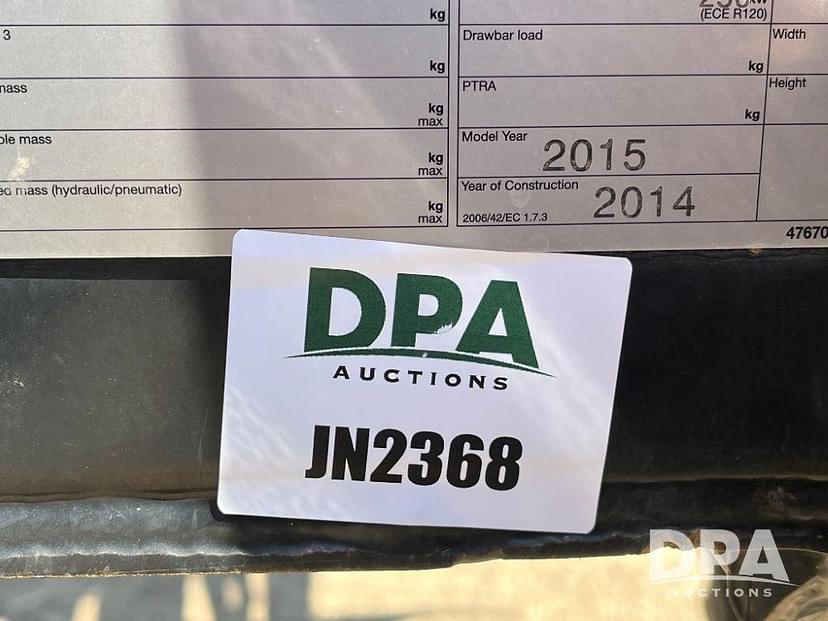 kg
(ECE R120)
3
kg
Drawbar load
kg
Width
mass
kg
max
PTRA
kg
Height
ole mass
kg
max
Model Year 2015
ed mass (hydraulic/pneumatic)
kg
max
Year of Construction 2014
2006/42/EC 1.7.3
47670
DPA
AUCTIONS
JN2368
DPA
AUCTIONS